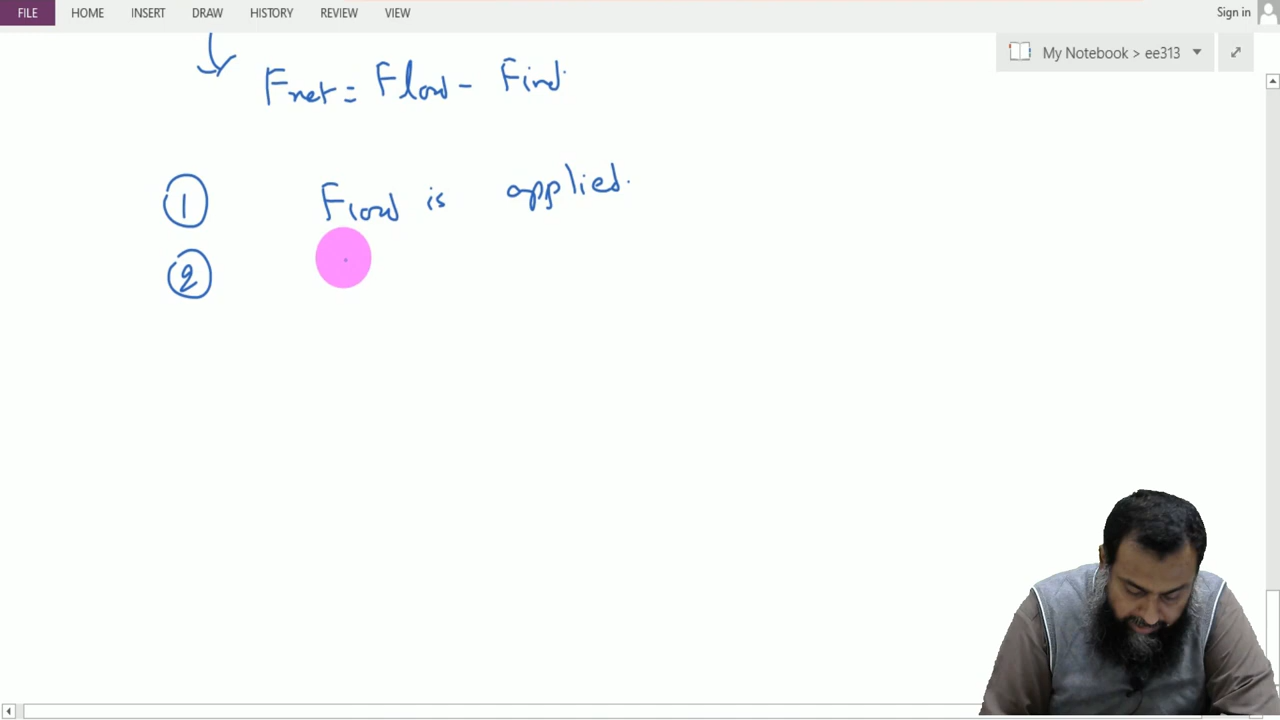 FILE HOME INSERT DRAW HISTORY REVIEW VIEW Sign in
My Notebook > ee313
Fnet = Fload - Find
1 Fload is applied.
2